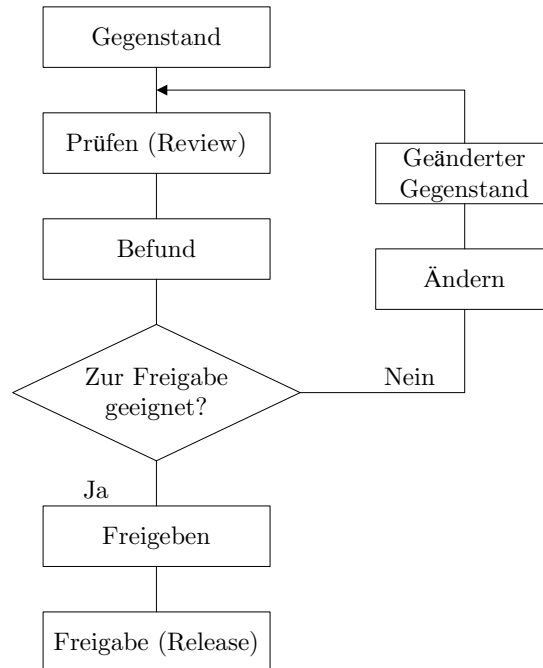 Gegenstand
Prüfen (Review)
Geänderter
Gegenstand
Befund
Ändern
Zur Freigabe
geeignet?
Nein
Ja
Freigeben
Freigabe (Release)